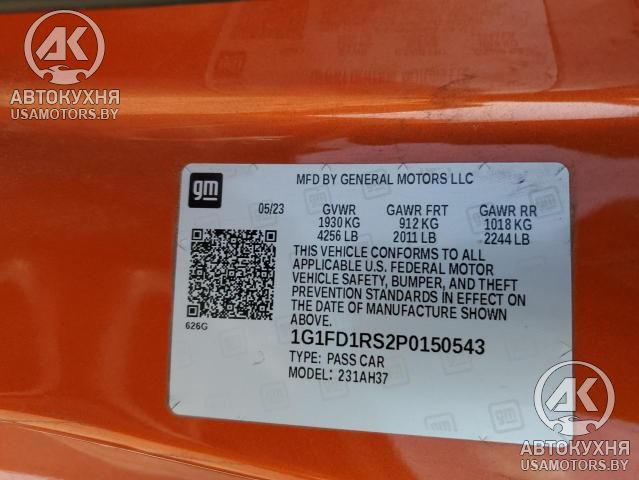 AK
АВТОКУХНЯ
USAMOTORS.BY
gm
MFD BY GENERAL MOTORS LLC
05/23 GVWR GAWR FRT GAWR RR
1930 KG 912 KG 1018 KG
4256 LB 2011 LB 2244 LB
THIS VEHICLE CONFORMS TO ALL
APPLICABLE U.S. FEDERAL MOTOR
VEHICLE SAFETY, BUMPER, AND THEFT
PREVENTION STANDARDS IN EFFECT ON
THE DATE OF MANUFACTURE SHOWN
ABOVE.
626G
1G1FD1RS2P0150543
TYPE: PASS CAR
MODEL: 231AH37
AK
АВТОКУХНЯ
USAMOTORS.BY